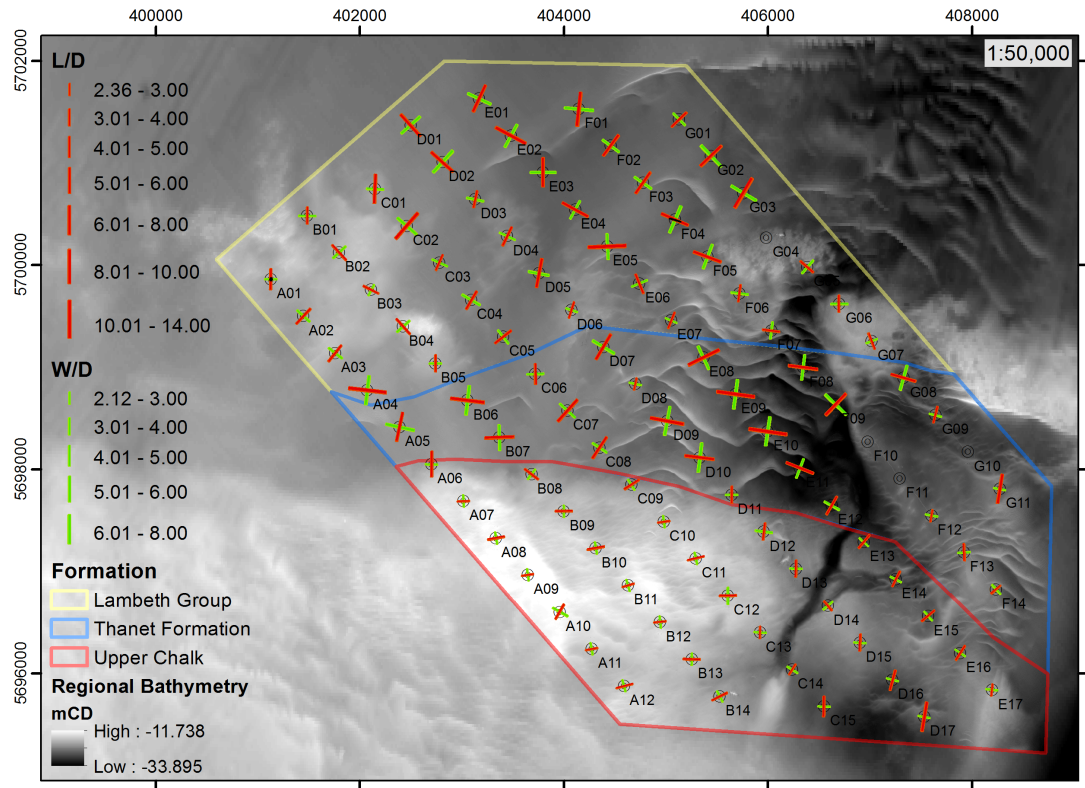 400000 402000 404000 406000 408000
5702000
5700000
5698000
5696000
1:50,000
L/D
2.36 - 3.00
3.01 - 4.00
4.01 - 5.00
5.01 - 6.00
6.01 - 8.00
8.01 - 10.00
10.01 - 14.00
W/D
2.12 - 3.00
3.01 - 4.00
4.01 - 5.00
5.01 - 6.00
6.01 - 8.00
Formation
Lambeth Group
Thanet Formation
Upper Chalk
Regional Bathymetry
mCD
High : -11.738
Low : -33.895
E01
F01
D01
E02
G01
F02
D02
E03
G02
C01
F03
G03
D03
B01
E04
F04
C02
D04
G04
B02
E05
F05
C03
D05
G05
A01
B03
E06
F06
G06
C04
A02
D06
B04
E07
F07
C05
G07
A03
D07
E08
B05
F08
C06
D08
G08
A04
B06
E09
F09
C07
G09
A05
D09
B07
E10
F10
C08
G10
D10
A06
E11
B08
C09
F11
G11
D11
A07
E12
B09
F12
C10
A08
D12
E13
B10
F13
C11
A09
D13
E14
B11
F14
C12
A10
D14
E15
B12
C13
A11
D15
E16
B13
C14
A12
D16
E17
B14
C15
D17